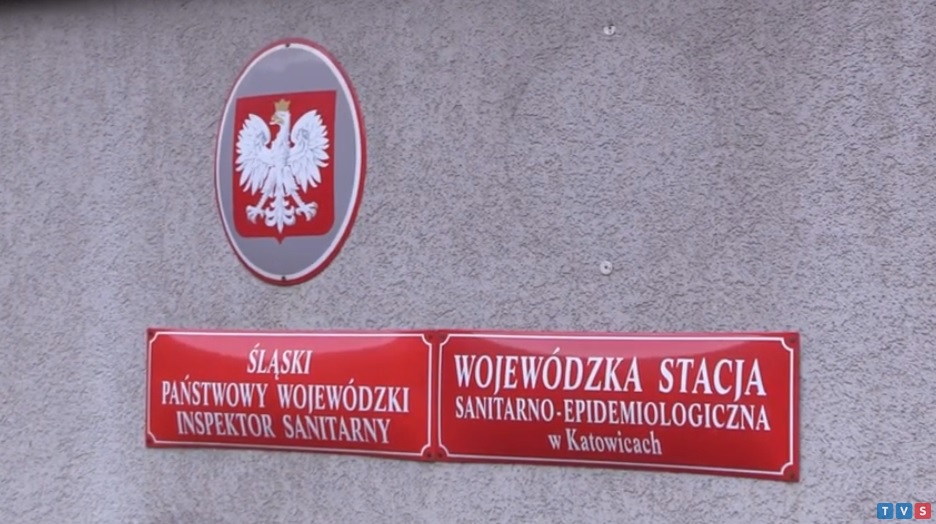 ŚLĄSKI
PAŃSTWOWY WOJEWÓDZKI
INSPEKTOR SANITARNY
WOJEWÓDZKA STACJA
SANITARNO-EPIDEMIOLOGICZNA
w Katowicach
TVS